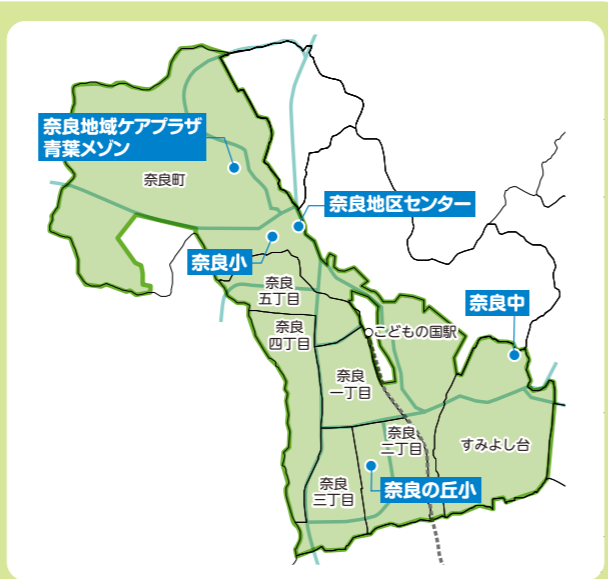 奈良地域ケアプラザ
青葉メゾン
奈良町
奈良地区センター
奈良小
奈良
五丁目
奈良中
奈良
四丁目
こどもの国駅
奈良
一丁目
奈良
二丁目
すみよし台
奈良
三丁目
奈良の丘小